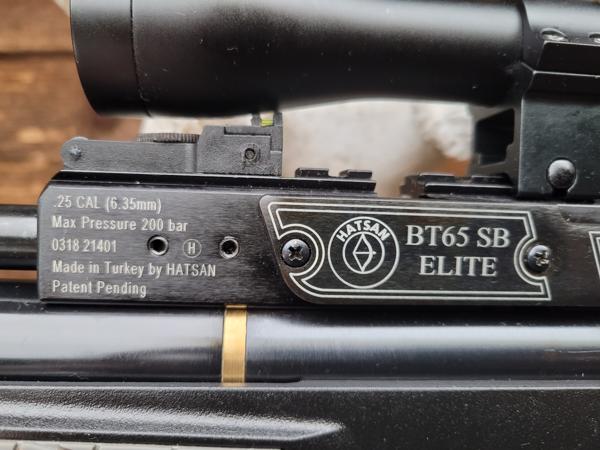 .25 CAL (6.35mm)
Max Pressure 200 bar
0318 21401
H
Made in Turkey by HATSAN
Patent Pending
HATSAN
BT65 SB
ELITE